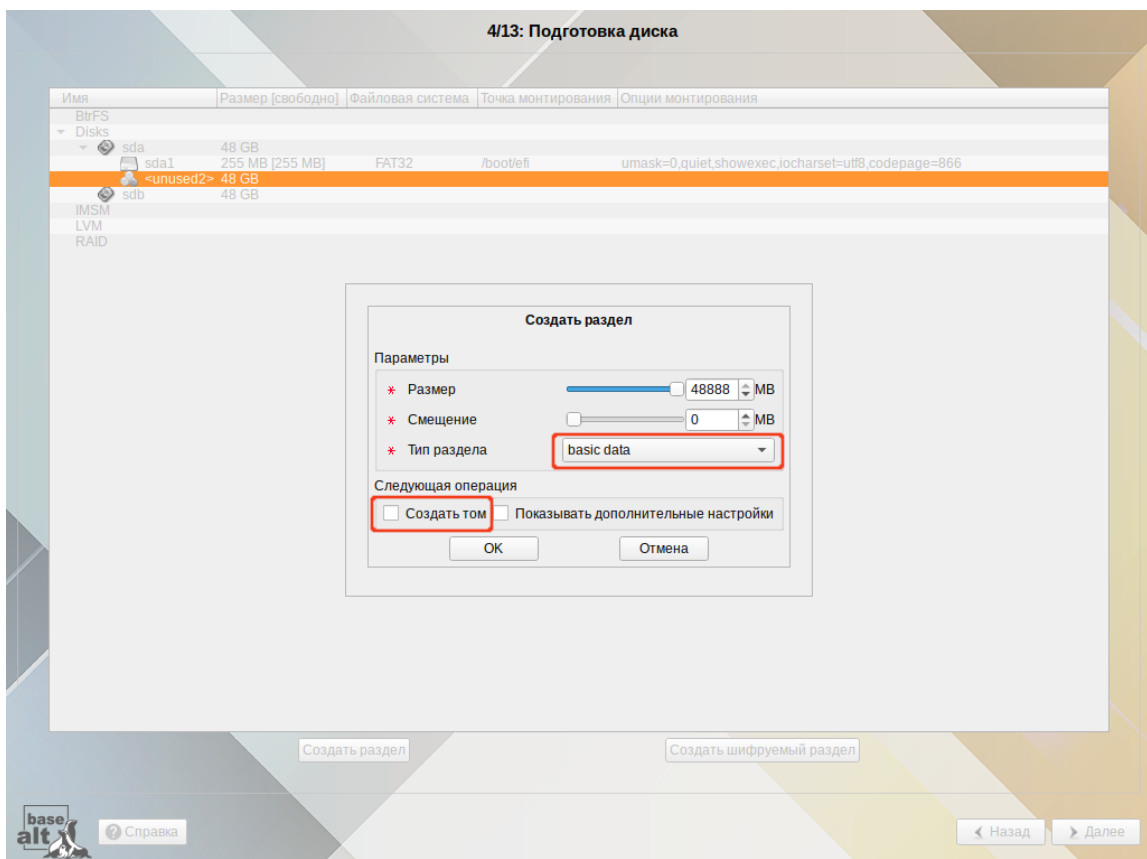 4/13: Подготовка диска
Имя Размер [свободно] Файловая система Точка монтирования Опции монтирования
BtrFS
Disks
sda 48 GB
sda1 255 MB [255 MB] FAT32 /boot/efi umask=0,quiet,showexec,iocharset=utf8,codepage=866
<unused2> 48 GB
sdb 48 GB
IMSM
LVM
RAID
Создать раздел
Параметры
* Размер 48888 MB
* Смещение 0 MB
* Тип раздела basic data
Следующая операция
Создать том Показывать дополнительные настройки
OK Отмена
Создать раздел Создать шифруемый раздел
base
alt Справка Назад Далее